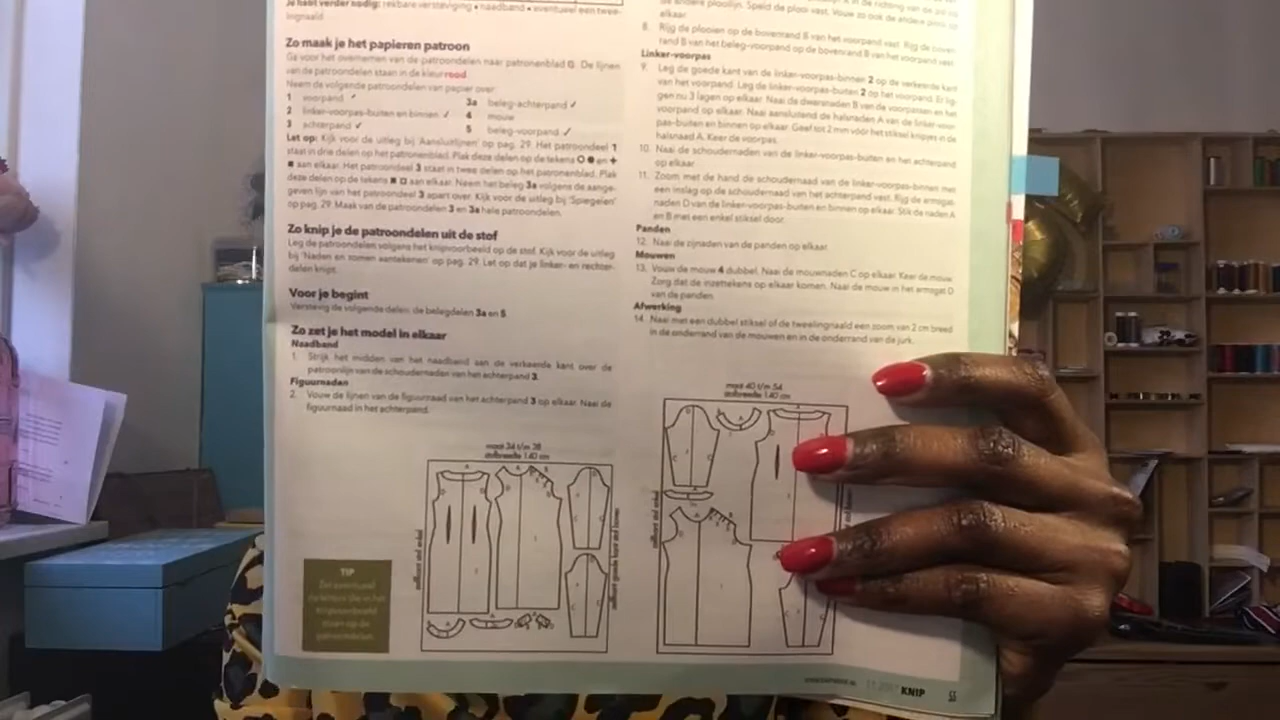 Je hebt verder nodig: rekbare versteviging • naadband • eventueel een twee-
lingnaald
Zo maak je het papieren patroon
Ga voor het overnemen van de patroondelen naar patronenblad G. De lijnen
van de patroondelen staan in de kleur rood.
Neem de volgende patroondelen van papier over:
1 voorpand ✓
2 linker-voorpas-buiten en binnen ✓
3 achterpand ✓
3a beleg-achterpand ✓
4 mouw
5 beleg-voorpand ✓
Let op: Kijk voor de uitleg bij 'Aansluitlijnen' op pag. 29. Het patroondeel 1
staat in drie delen op het patronenblad. Plak deze delen op de tekens O ● en +
■ aan elkaar. Het patroondeel 3 staat in twee delen op het patronenblad. Plak
deze delen op de tekens ■ □ aan elkaar. Neem het beleg 3a volgens de aange-
geven lijn van het patroondeel 3 apart over. Kijk voor de uitleg bij 'Spiegelen'
op pag. 29. Maak van de patroondelen 3 en 3a hele patroondelen.
Zo knip je de patroondelen uit de stof
Leg de patroondelen volgens het knipvoorbeeld op de stof. Kijk voor de uitleg
bij 'Naden en zomen aantekenen' op pag. 29. Let op dat je linker- en rechter-
delen knipt.
Voor je begint
Verstevig de volgende delen: de belegdelen 3a en 5.
Zo zet je het model in elkaar
Naadband
1. Strijk het midden van het naadband aan de verkeerde kant over de
patroonlijn van de schoudernaden van het achterpand 3.
Figuurnaden
2. Vouw de lijnen van de figuurnaad van het achterpand 3 op elkaar. Naai de
figuurnaad in het achterpand.
maat 34 t/m 38
stofbreedte 140 cm
TIP
elkaar.
8. Rijg de plooien op de bovenrand B van het voorpand vast. Rijg de boven-
rand B van het beleg-voorpand op de bovenrand B van het voorpand vast.
Linker-voorpas
9. Leg de goede kant van de linker-voorpas-binnen 2 op de verkeerde kant
van het voorpand. Leg de linker-voorpas-buiten 2 op het voorpand. Er lig-
gen nu 3 lagen op elkaar. Naai de dwarsnaden B van de voorpassen en het
voorpand op elkaar. Naai aansluitend de halsnaden A van de linker-voor-
pas-buiten en binnen op elkaar. Geef tot 2 mm vóór het stiksel knipjes in de
halsnaad A. Keer de voorpas.
10. Naai de schoudernaden van de linker-voorpas-buiten en het achterpand
op elkaar.
11. Zoom met de hand de schoudernaad van de linker-voorpas-binnen met
een inslag op de schoudernaad van het achterpand vast. Rijg de armsgat-
naden D van de linker-voorpas-buiten en binnen op elkaar. Stik de naden A
en B met een enkel stiksel door.
Panden
12. Naai de zijnaden van de panden op elkaar.
Mouwen
13. Vouw de mouw 4 dubbel. Naai de mouwnaden C op elkaar. Keer de mouw.
Zorg dat de inzettekens op elkaar komen. Naai de mouw in het armsgat D
van de panden.
Afwerking
14. Naai met een dubbel stiksel of de tweelingnaald een zoom van 2 cm breed
in de onderrand van de mouwen en in de onderrand van de jurk.
maat 40 t/m 54
stofbreedte 140 cm
KNIP